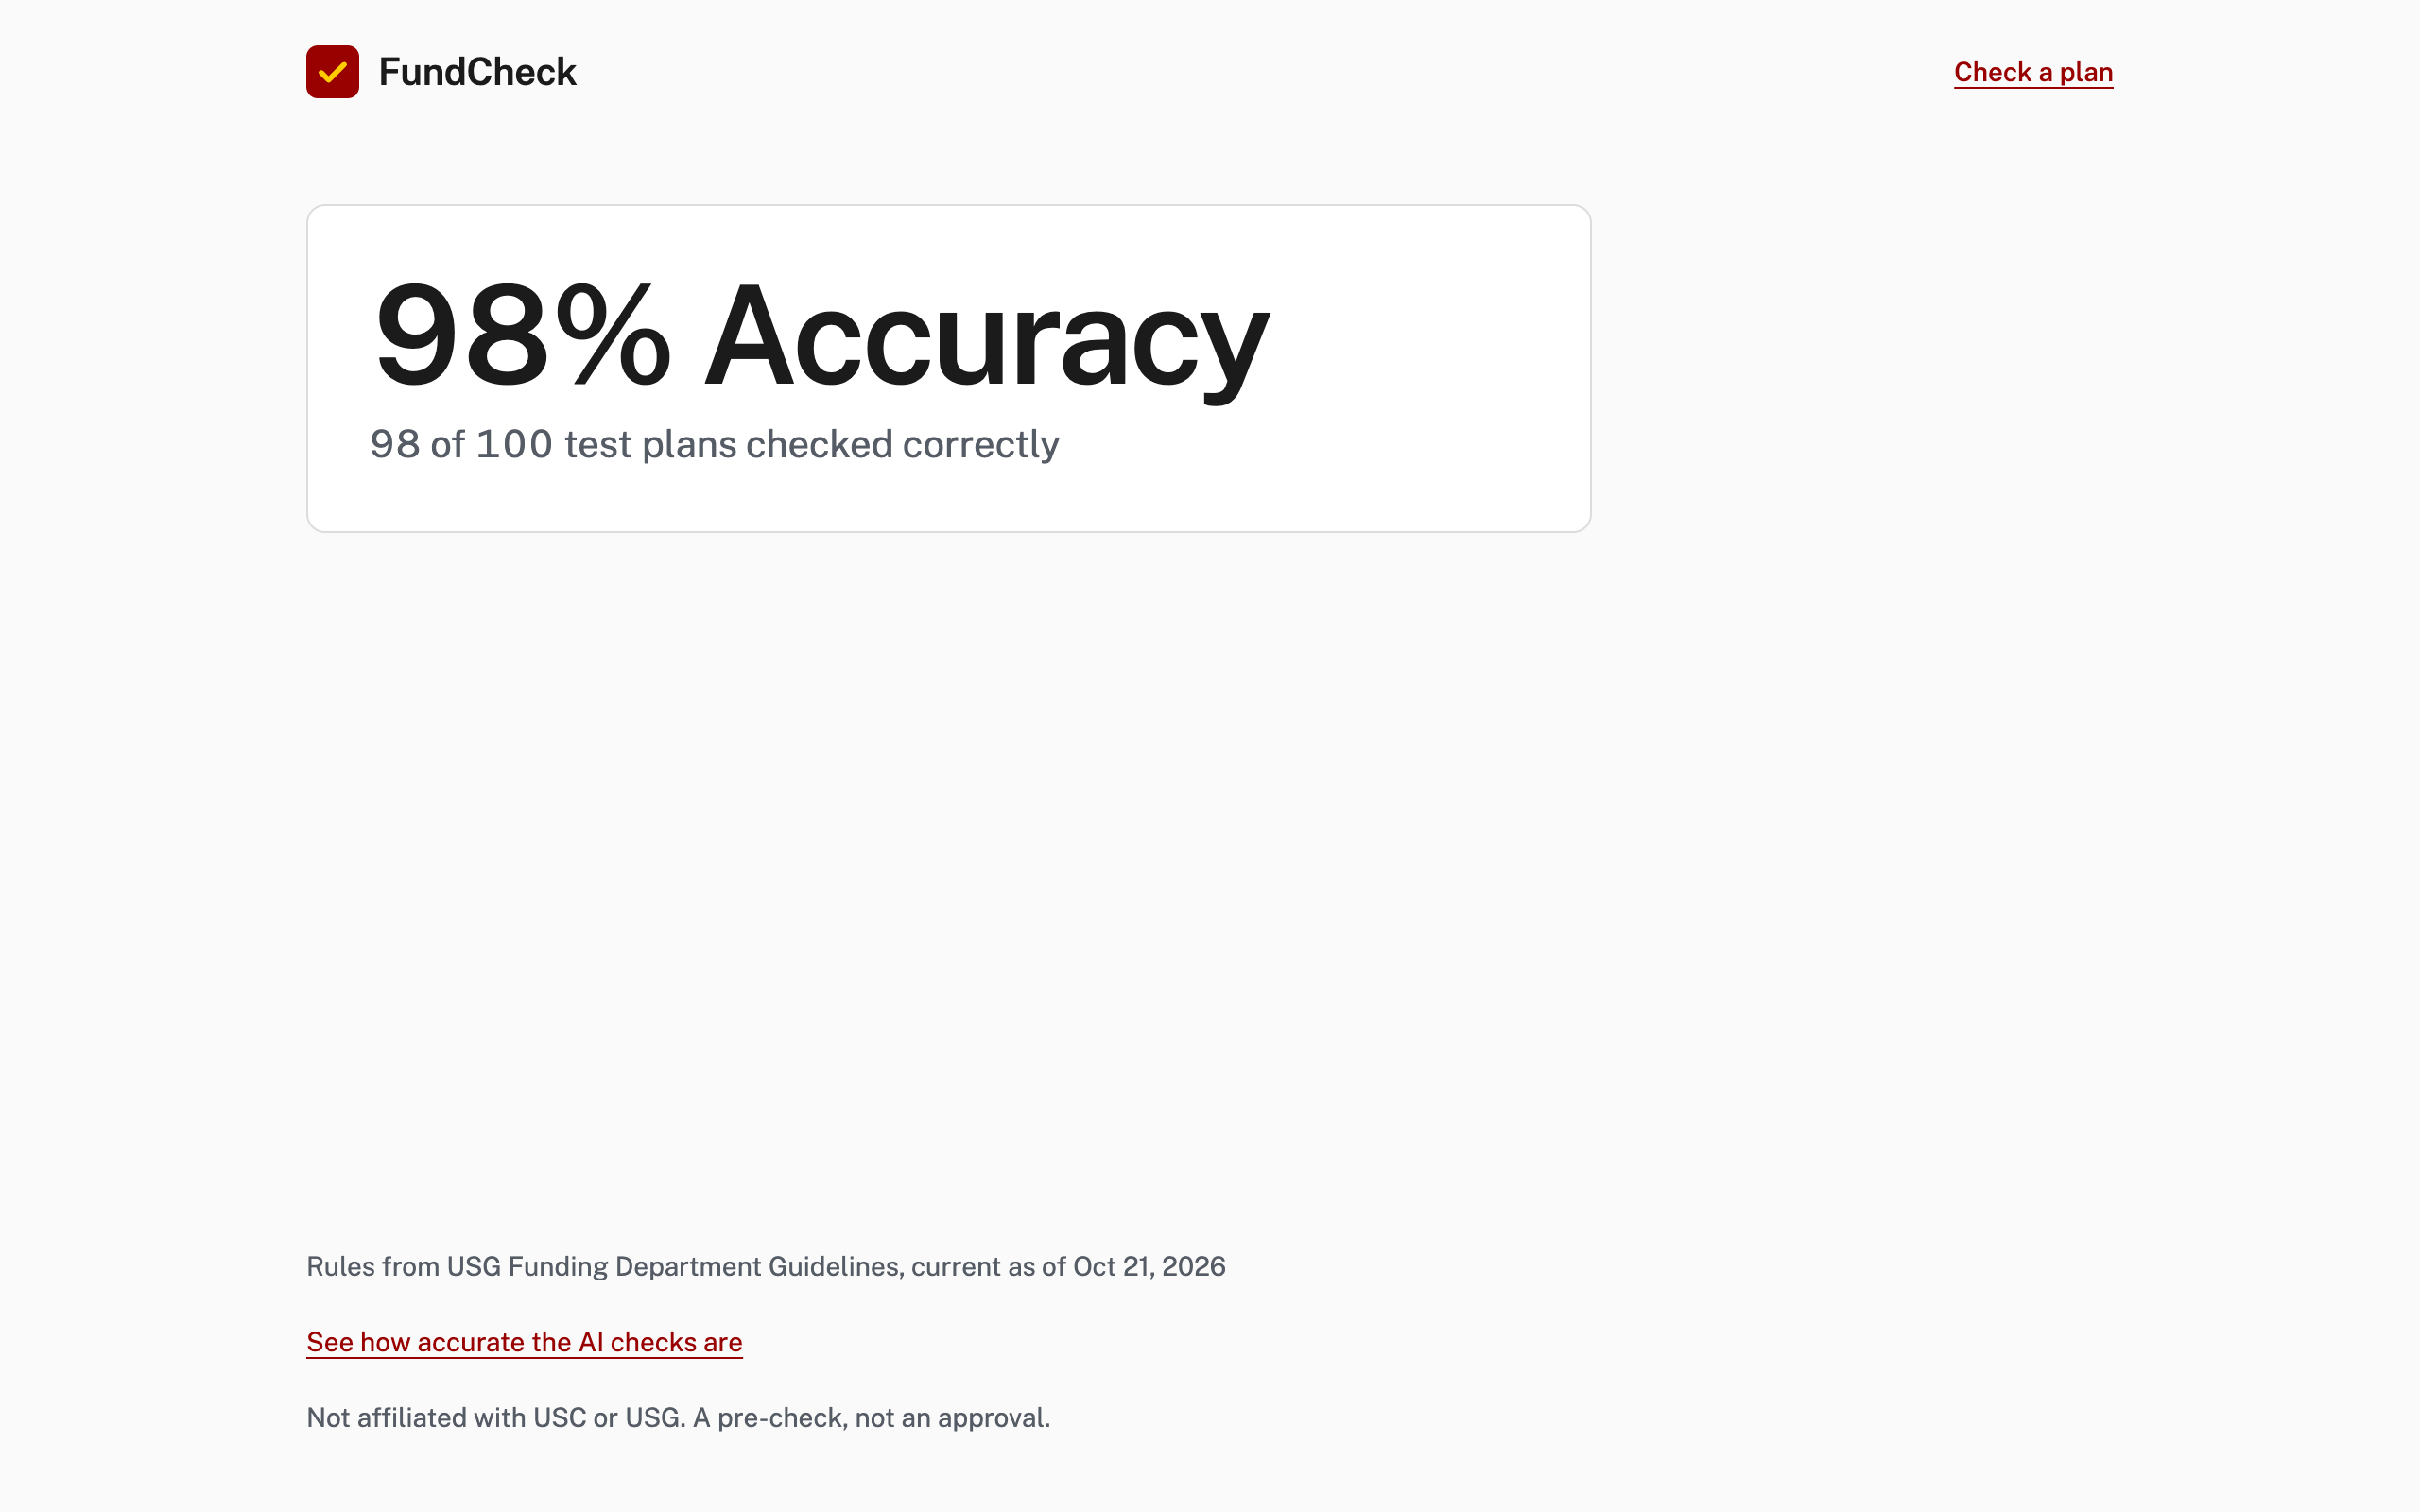 FundCheck
Check a plan
98% Accuracy
98 of 100 test plans checked correctly
Rules from USG Funding Department Guidelines, current as of Oct 21, 2026
See how accurate the AI checks are
Not affiliated with USC or USG. A pre-check, not an approval.